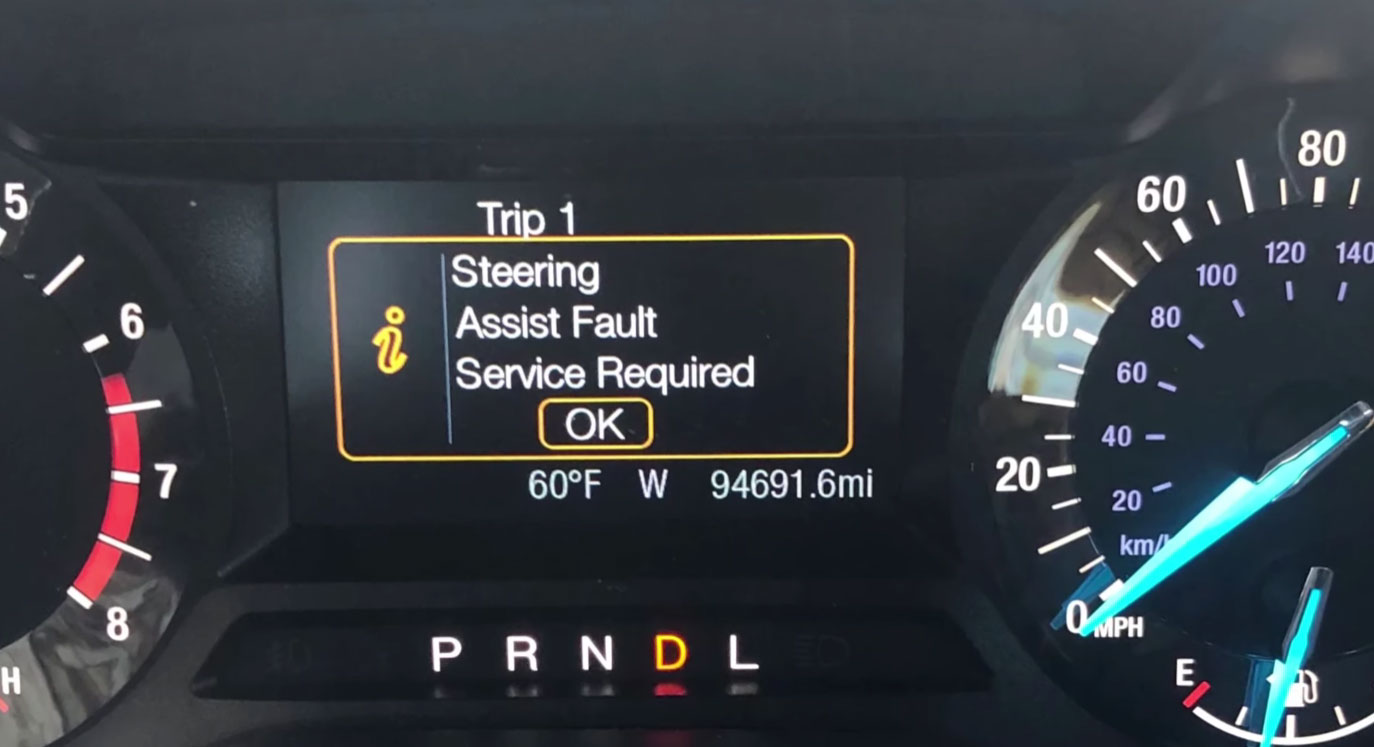 Trip 1
Steering
Assist Fault
Service Required
OK
60°F W 94691.6mi
5
6
7
8
H
P R N D L
80
60
40
20
0 MPH
140
120
100
80
60
40
20
E